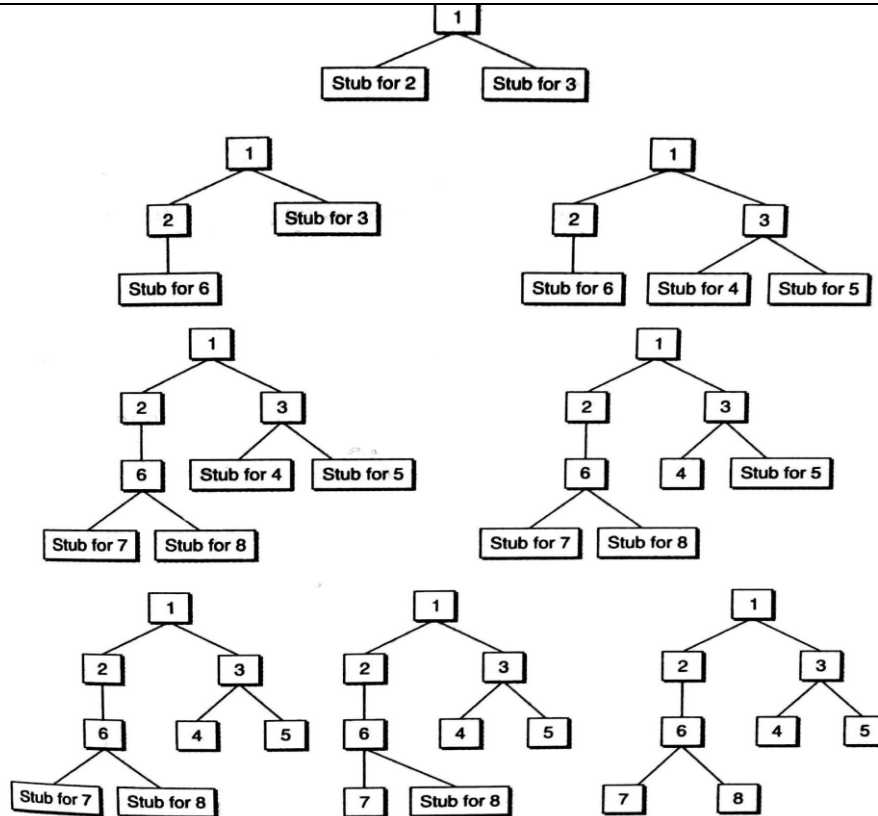 1
Stub for 2 Stub for 3
1 1
2 Stub for 3 2 3
Stub for 6 Stub for 6 Stub for 4 Stub for 5
1 1
2 3 2 3
6 Stub for 4 Stub for 5 6 4 Stub for 5
Stub for 7 Stub for 8 Stub for 7 Stub for 8
1 1 1
2 3 2 3 2 3
6 4 5 6 4 5 6 4 5
Stub for 7 Stub for 8 7 Stub for 8 7 8